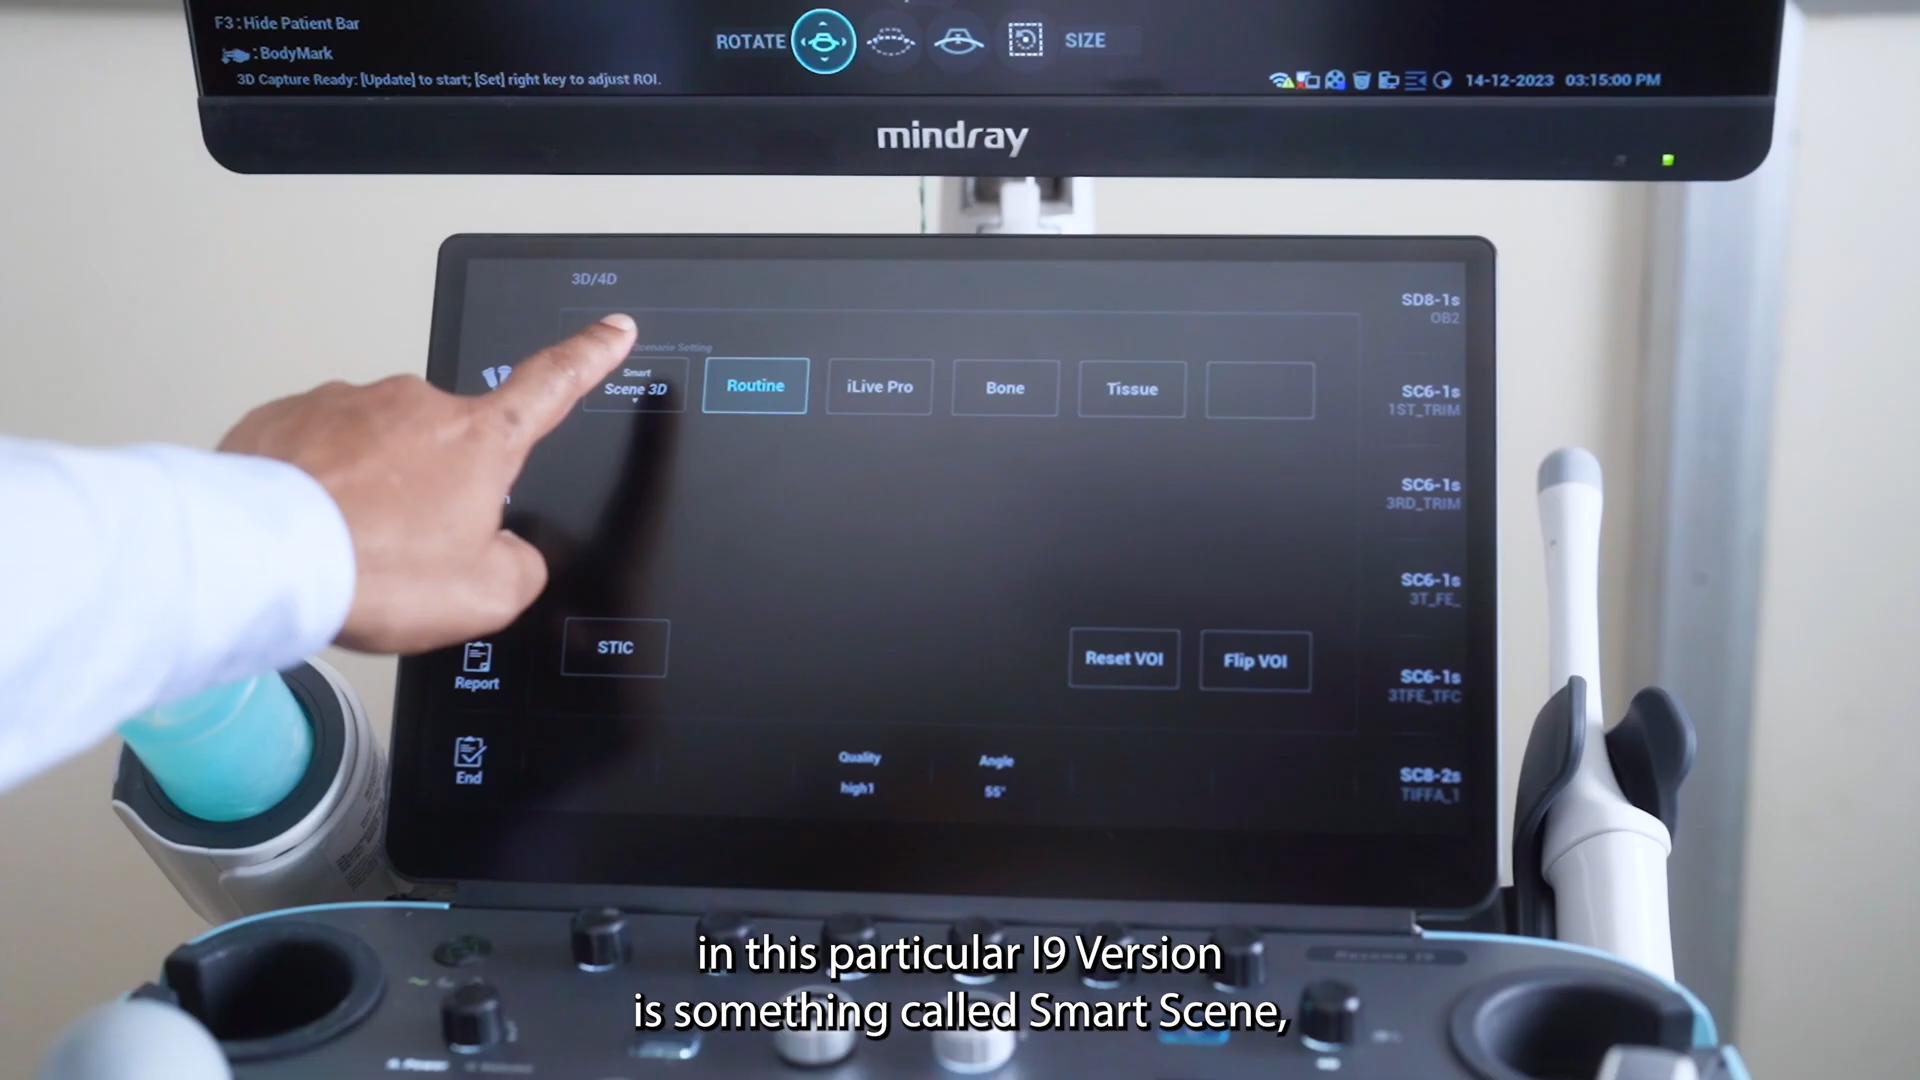 F3 : Hide Patient Bar
: BodyMark
3D Capture Ready: [Update] to start; [Set] right key to adjust ROI.
ROTATE
SIZE
14-12-2023 03:15:00 PM
mindray
3D/4D
Scenario Setting
Smart
Scene 3D
Routine
iLive Pro
Bone
Tissue
STIC
Reset VOI
Flip VOI
Report
End
Quality
high1
Angle
55°
SD8-1s
OB2
SC6-1s
1ST_TRIM
SC6-1s
3RD_TRIM
SC6-1s
3T_FE_
SC6-1s
3TFE_TFC
SC8-2s
TIFFA_1
in this particular I9 Version
is something called Smart Scene,